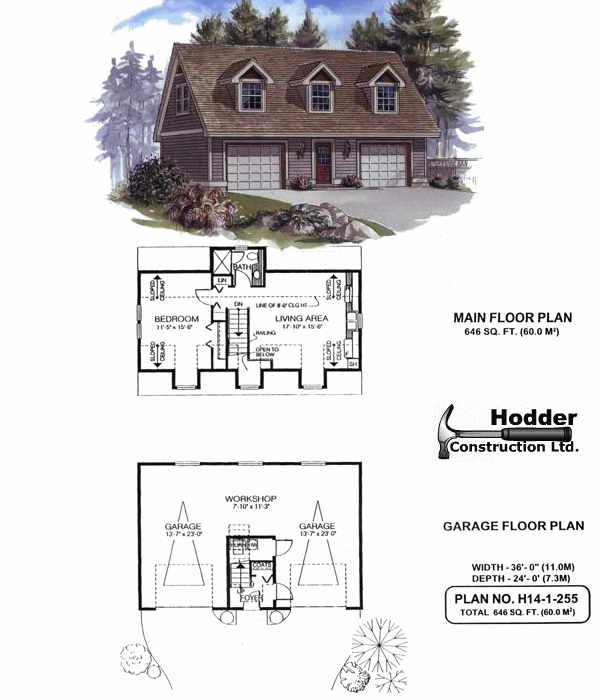 BATH
LIN
SLOPED CEILING
SLOPED CEILING
DN
LINE OF 8'-0" CLG HT
BEDROOM
11'-5" x 15'-6"
LIVING AREA
17'-10" x 15'-6"
RAILING
OPEN TO
BELOW
SLOPED CEILING
SLOPED CEILING
SH
MAIN FLOOR PLAN
646 SQ. FT. (60.0 M²)
Hodder
Construction Ltd.
WORKSHOP
7'-10" x 11'-3"
GARAGE
13'-7" x 23'-0"
GARAGE
13'-7" x 23'-0"
COATS
UP
FOYER
GARAGE FLOOR PLAN
WIDTH - 36'- 0" (11.0M)
DEPTH - 24'- 0' (7.3M)
PLAN NO. H14-1-255
TOTAL 646 SQ. FT. (60.0 M²)